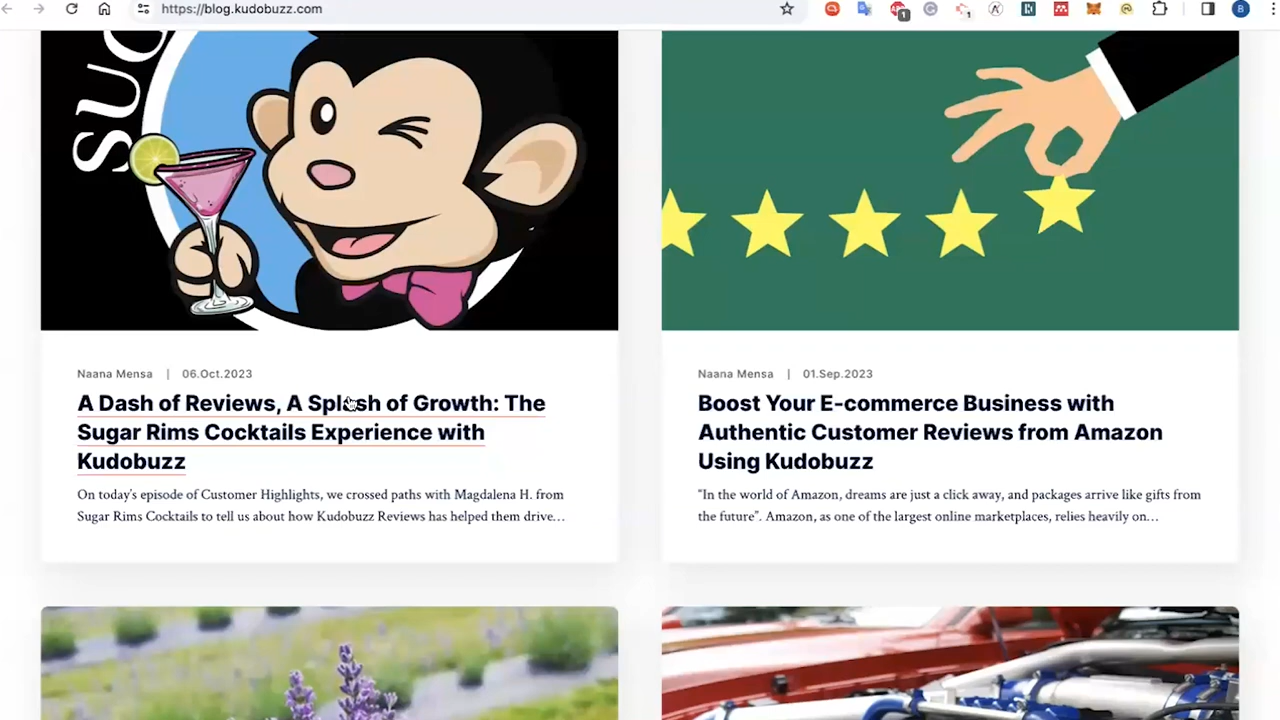 https://blog.kudobuzz.com
1
1
B
SUG
Naana Mensa | 06.Oct.2023
A Dash of Reviews, A Splash of Growth: The
Sugar Rims Cocktails Experience with
Kudobuzz
On today's episode of Customer Highlights, we crossed paths with Magdalena H. from
Sugar Rims Cocktails to tell us about how Kudobuzz Reviews has helped them drive...
Naana Mensa | 01.Sep.2023
Boost Your E-commerce Business with
Authentic Customer Reviews from Amazon
Using Kudobuzz
"In the world of Amazon, dreams are just a click away, and packages arrive like gifts from
the future". Amazon, as one of the largest online marketplaces, relies heavily on...